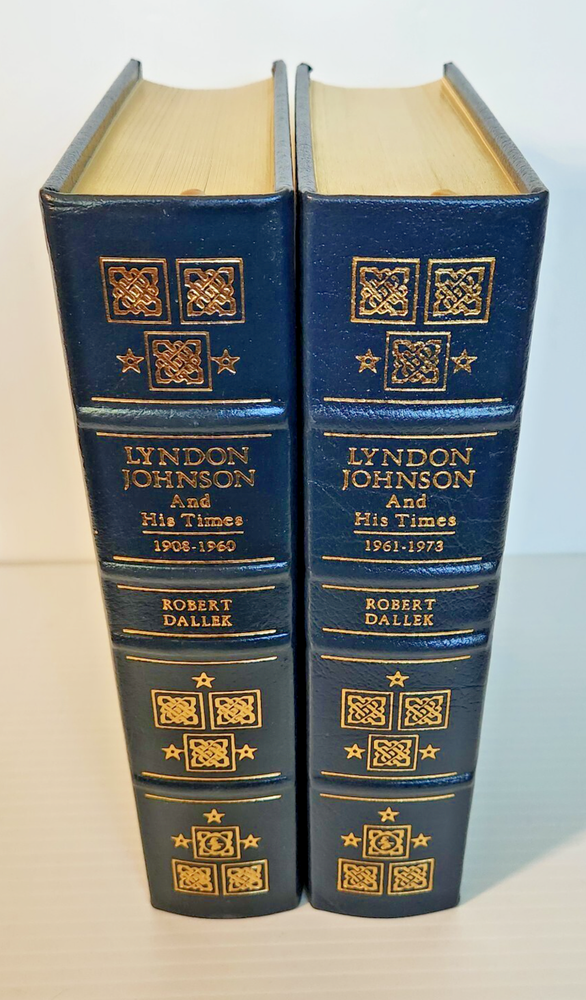 LYNDON
JOHNSON
And
His Times
1908-1960
ROBERT
DALLEK
LYNDON
JOHNSON
And
His Times
1961-1973
ROBERT
DALLEK